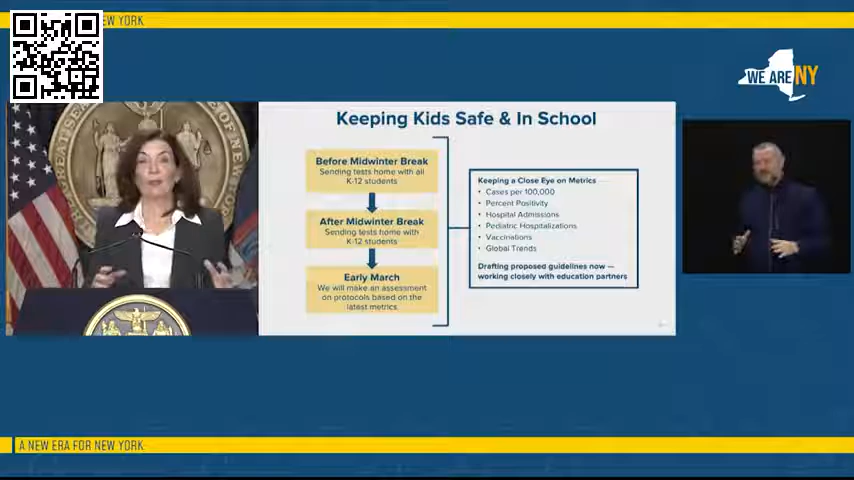 EW YORK
WE ARE NY
Keeping Kids Safe & In School
Before Midwinter Break
Sending tests home with all
K-12 students
After Midwinter Break
Sending tests home with
K-12 students
Early March
We will make an assessment
on protocols based on the
latest metrics.
Keeping a Close Eye on Metrics
• Cases per 100,000
• Percent Positivity
• Hospital Admissions
• Pediatric Hospitalizations
• Vaccinations
• Global Trends
Drafting proposed guidelines now —
working closely with education partners
A NEW ERA FOR NEW YORK